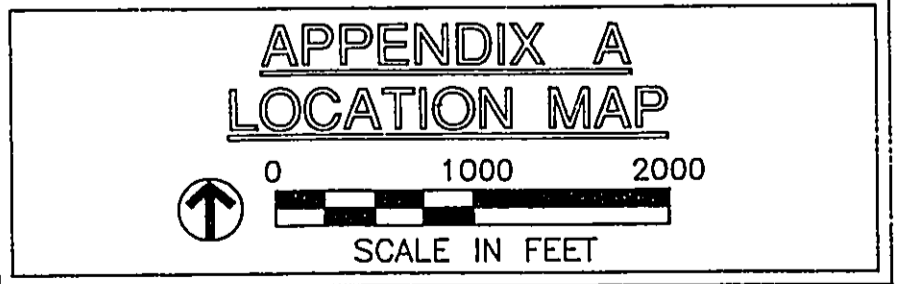 APPENDIX A
LOCATION MAP
0 1000 2000
SCALE IN FEET